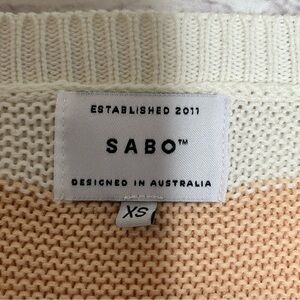 ESTABLISHED 2011
SABO™
DESIGNED IN AUSTRALIA
XS